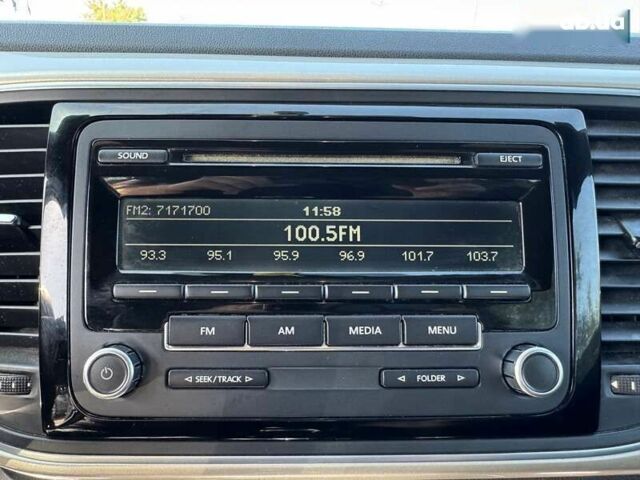 SOUND
EJECT
FM2: 7171700 11:58
100.5FM
93.3 95.1 95.9 96.9 101.7 103.7
FM AM MEDIA MENU
◁ SEEK/TRACK ▷ ◁ FOLDER ▷